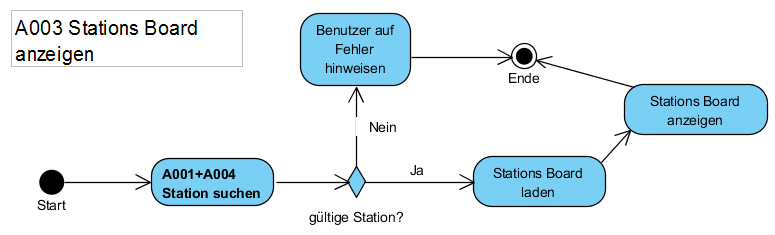 A003 Stations Board
anzeigen
Benutzer auf
Fehler
hinweisen
Ende
Stations Board
anzeigen
Nein
A001+A004
Station suchen
Ja
Stations Board
laden
Start
gültige Station?